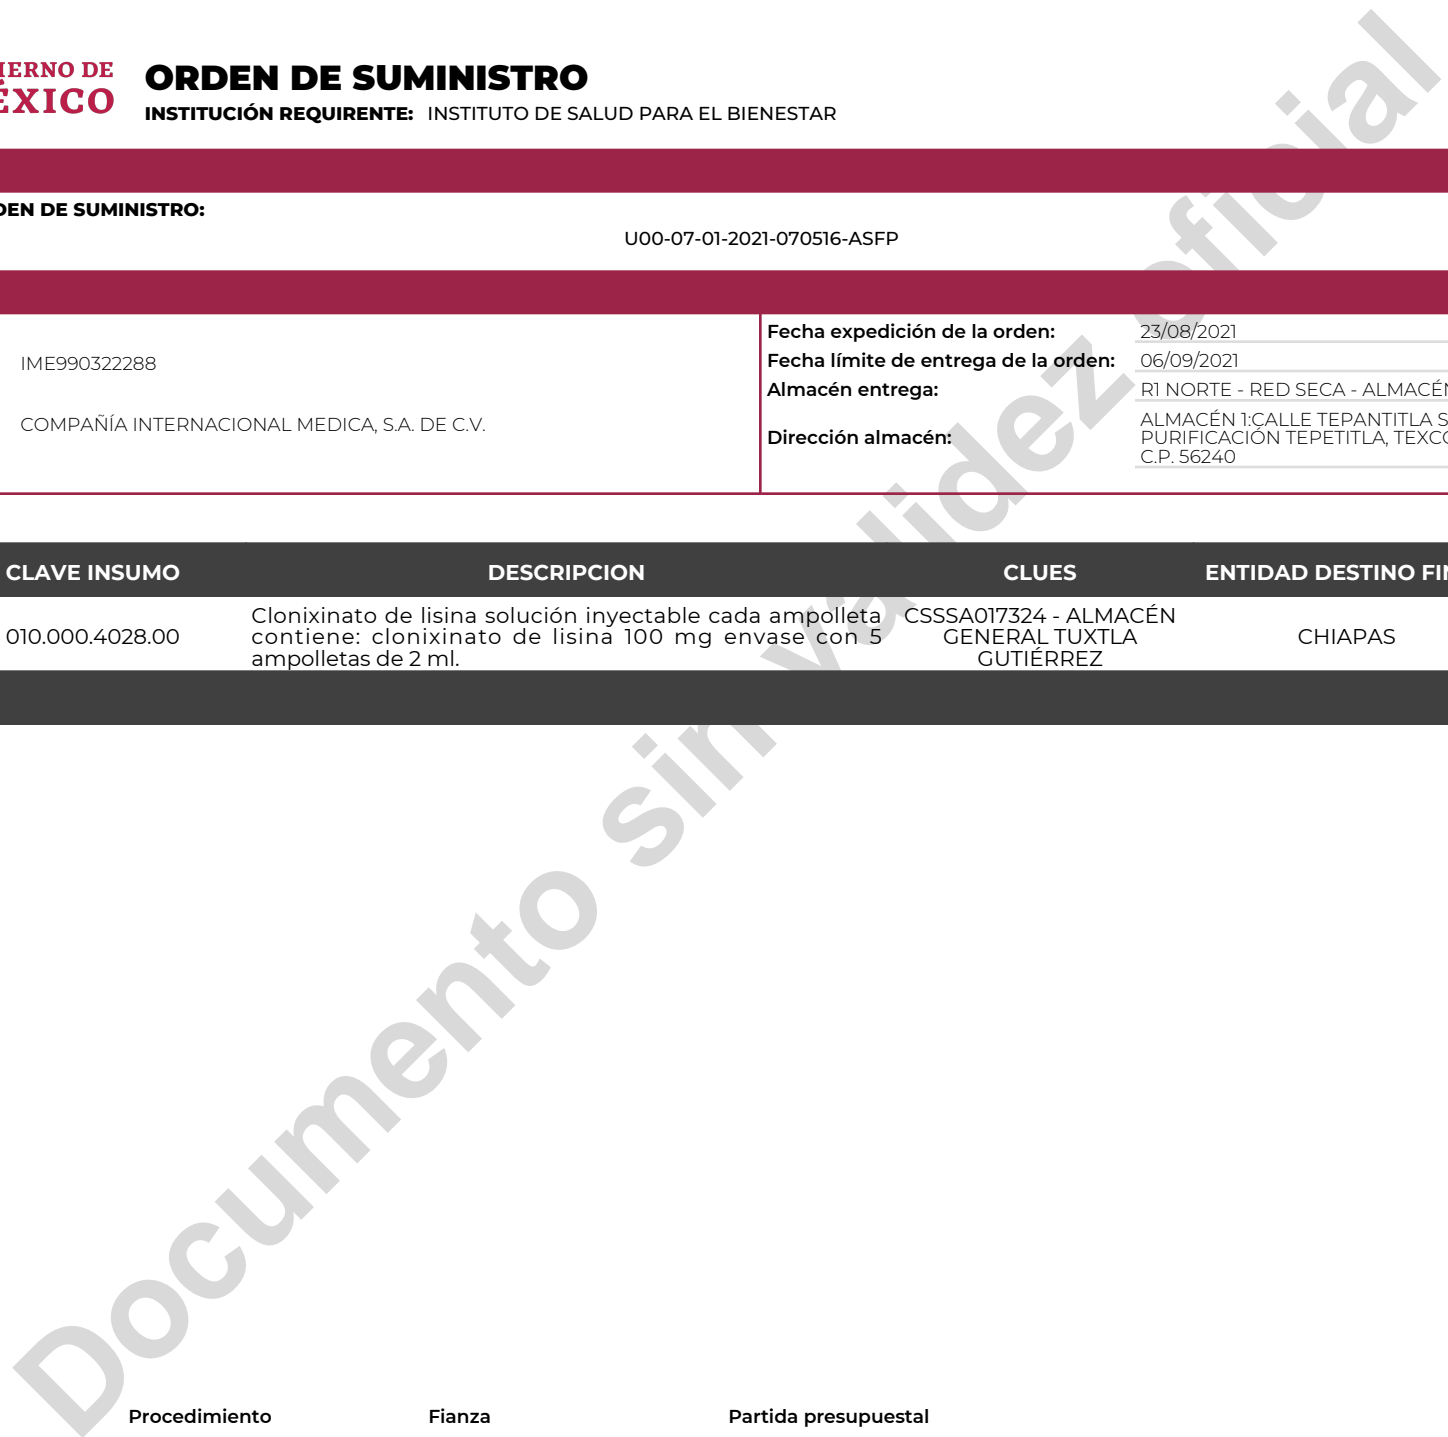 IERNO DE
ÉXICO
ORDEN DE SUMINISTRO
INSTITUCIÓN REQUIRENTE: INSTITUTO DE SALUD PARA EL BIENESTAR
DEN DE SUMINISTRO:
U00-07-01-2021-070516-ASFP
IME990322288
COMPAÑÍA INTERNACIONAL MEDICA, S.A. DE C.V.
Fecha expedición de la orden: 23/08/2021
Fecha límite de entrega de la orden: 06/09/2021
Almacén entrega: R1 NORTE - RED SECA - ALMACÉN
Dirección almacén:
ALMACÉN 1:CALLE TEPANTITLA S
PURIFICACIÓN TEPETITLA, TEXCO
C.P. 56240
CLAVE INSUMO DESCRIPCION CLUES ENTIDAD DESTINO FIN
010.000.4028.00
Clonixinato de lisina solución inyectable cada ampolleta
contiene: clonixinato de lisina 100 mg envase con 5
ampolletas de 2 ml.
CSSSA017324 - ALMACÉN
GENERAL TUXTLA
GUTIÉRREZ
CHIAPAS
Documento sin validez oficial
Procedimiento Fianza Partida presupuestal